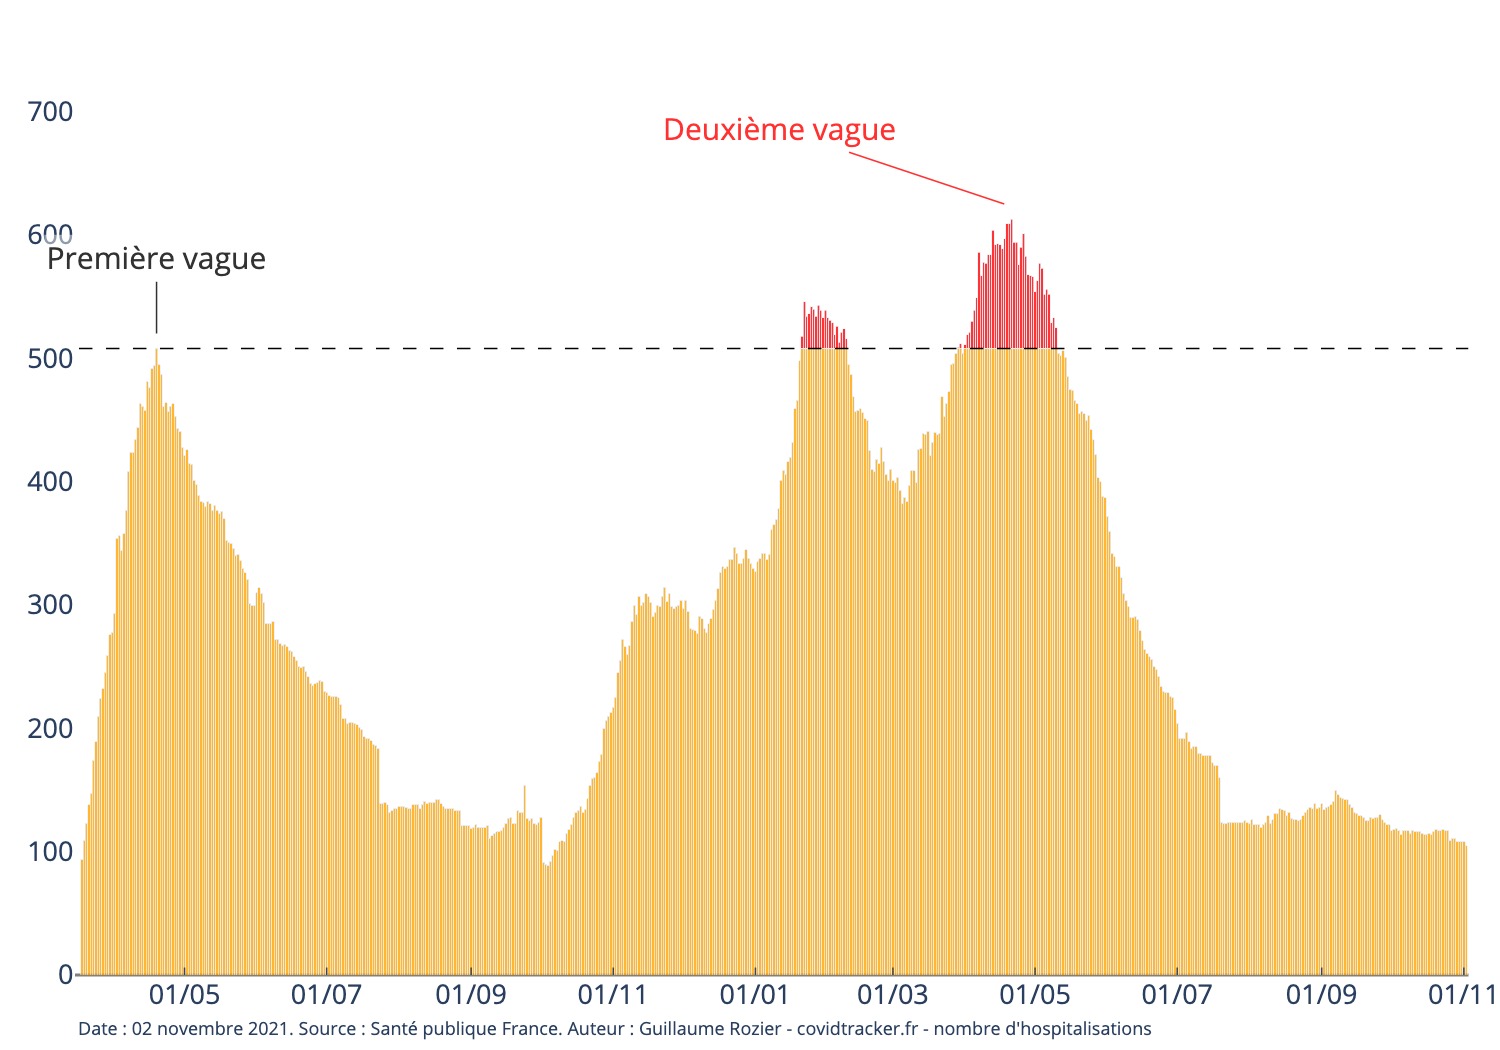 700
Deuxième vague
600
Première vague
500
400
300
200
100
0
01/05 01/07 01/09 01/11 01/01 01/03 01/05 01/07 01/09 01/11
Date : 02 novembre 2021. Source : Santé publique France. Auteur : Guillaume Rozier - covidtracker.fr - nombre d'hospitalisations